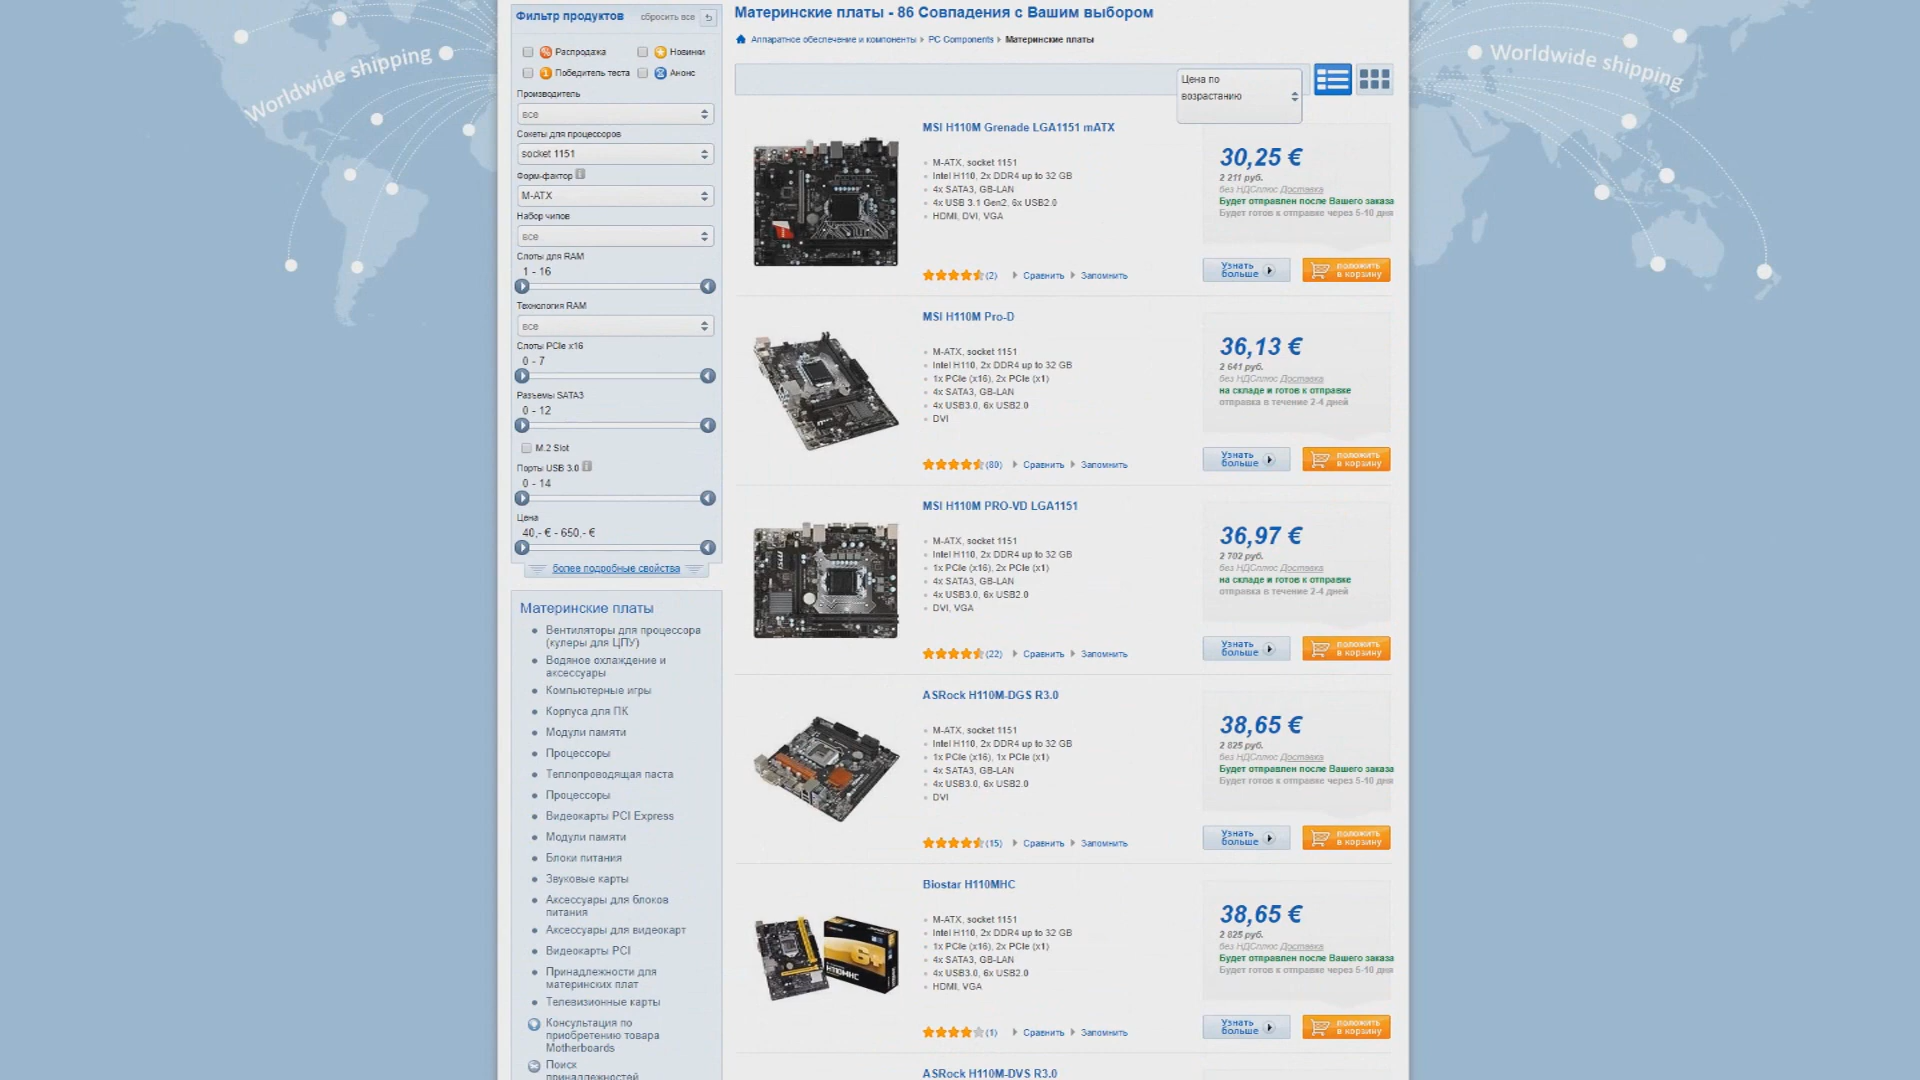 Worldwide shipping
Worldwide shipping
Фильтр продуктов
сбросить все
Распродажа
Новинки
Победитель теста
Анонс
Производитель
все
Сокеты для процессоров
socket 1151
Форм-фактор
M-ATX
Набор чипов
все
Слоты для RAM
1 - 16
Технология RAM
все
Слоты PCIe x16
0 - 7
Разъемы SATA3
0 - 12
M.2 Slot
Порты USB 3.0
0 - 14
Цена
40,- € - 650,- €
более подробные свойства
Материнские платы
Вентиляторы для процессора
(кулеры для ЦПУ)
Водяное охлаждение и
аксессуары
Компьютерные игры
Корпуса для ПК
Модули памяти
Процессоры
Теплопроводящая паста
Процессоры
Видеокарты PCI Express
Модули памяти
Блоки питания
Звуковые карты
Аксессуары для блоков
питания
Аксессуары для видеокарт
Видеокарты PCI
Принадлежности для
материнских плат
Телевизионные карты
Консультация по
приобретению товара
Motherboards
Поиск
принадлежностей
Материнские платы - 86 Совпадения с Вашим выбором
Аппаратное обеспечение и компоненты
PC Components
Материнские платы
Цена по
возрастанию
MSI H110M Grenade LGA1151 mATX
M-ATX, socket 1151
Intel H110, 2x DDR4 up to 32 GB
4x SATA3, GB-LAN
4x USB 3.1 Gen2, 6x USB2.0
HDMI, DVI, VGA
(2) Сравнить Запомнить
30,25 €
2 211 руб.
без НДСплюс Доставка
Будет отправлен после Вашего заказа
Будет готов к отправке через 5-10 дня
Узнать
больше
положить
в корзину
MSI H110M Pro-D
M-ATX, socket 1151
Intel H110, 2x DDR4 up to 32 GB
1x PCIe (x16), 2x PCIe (x1)
4x SATA3, GB-LAN
4x USB3.0, 6x USB2.0
DVI
(80) Сравнить Запомнить
36,13 €
2 641 руб.
без НДСплюс Доставка
на складе и готов к отправке
отправка в течение 2-4 дней
Узнать
больше
положить
в корзину
MSI H110M PRO-VD LGA1151
M-ATX, socket 1151
Intel H110, 2x DDR4 up to 32 GB
1x PCIe (x16), 2x PCIe (x1)
4x SATA3, GB-LAN
4x USB3.0, 6x USB2.0
DVI, VGA
(22) Сравнить Запомнить
36,97 €
2 702 руб.
без НДСплюс Доставка
на складе и готов к отправке
отправка в течение 2-4 дней
Узнать
больше
положить
в корзину
ASRock H110M-DGS R3.0
M-ATX, socket 1151
Intel H110, 2x DDR4 up to 32 GB
1x PCIe (x16), 1x PCIe (x1)
4x SATA3, GB-LAN
4x USB3.0, 6x USB2.0
DVI
(15) Сравнить Запомнить
38,65 €
2 825 руб.
без НДСплюс Доставка
Будет отправлен после Вашего заказа
Будет готов к отправке через 5-10 дня
Узнать
больше
положить
в корзину
Biostar H110MHC
M-ATX, socket 1151
Intel H110, 2x DDR4 up to 32 GB
1x PCIe (x16), 2x PCIe (x1)
4x SATA3, GB-LAN
4x USB3.0, 6x USB2.0
HDMI, VGA
H110MHC
(1) Сравнить Запомнить
38,65 €
2 825 руб.
без НДСплюс Доставка
Будет отправлен после Вашего заказа
Будет готов к отправке через 5-10 дня
Узнать
больше
положить
в корзину
ASRock H110M-DVS R3.0